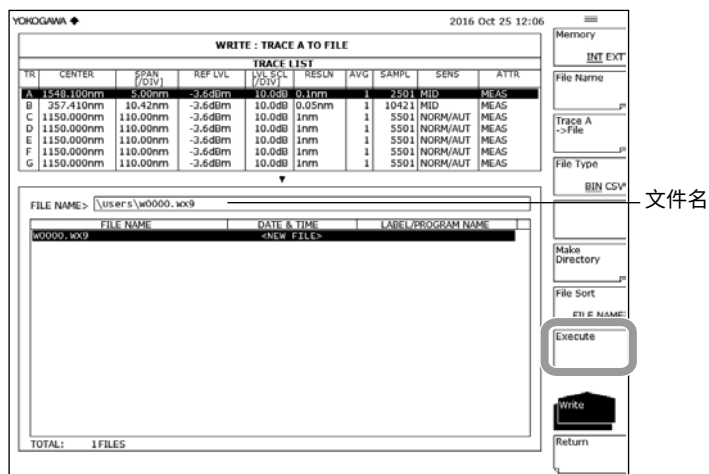 YOKOGAWA ◆ 2016 Oct 25 12:06
WRITE : TRACE A TO FILE
TRACE LIST
TR CENTER SPAN [/DIV] REF LVL LVL SCL [/DIV] RESLN AVG SAMPL SENS ATTR
A 1548.100nm 5.00nm -3.6dBm 10.0dB 0.1nm 1 2501 MID MEAS
B 357.410nm 10.42nm -3.6dBm 10.0dB 0.05nm 1 10421 MID MEAS
C 1150.000nm 110.00nm -3.6dBm 10.0dB 1nm 1 5501 NORM/AUT MEAS
D 1150.000nm 110.00nm -3.6dBm 10.0dB 1nm 1 5501 NORM/AUT MEAS
E 1150.000nm 110.00nm -3.6dBm 10.0dB 1nm 1 5501 NORM/AUT MEAS
F 1150.000nm 110.00nm -3.6dBm 10.0dB 1nm 1 5501 NORM/AUT MEAS
G 1150.000nm 110.00nm -3.6dBm 10.0dB 1nm 1 5501 NORM/AUT MEAS
FILE NAME> \Users\W0000.WX9
FILE NAME DATE & TIME LABEL/PROGRAM NAME
W0000.WX9 <NEW FILE>
TOTAL: 1FILES
Memory
INT EXT
File Name
Trace A
->File
File Type
BIN CSV
Make
Directory
File Sort
FILE NAME
Execute
Write
Return
文件名